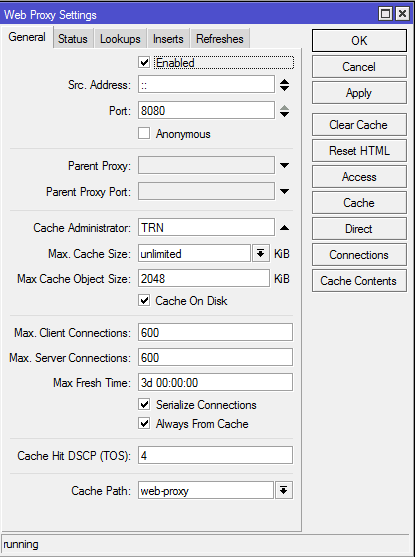 Web Proxy Settings
General Status Lookups Inserts Refreshes
Enabled
Src. Address: ::
Port: 8080
Anonymous
Parent Proxy:
Parent Proxy Port:
Cache Administrator: TRN
Max. Cache Size: unlimited KiB
Max Cache Object Size: 2048 KiB
Cache On Disk
Max. Client Connections: 600
Max. Server Connections: 600
Max Fresh Time: 3d 00:00:00
Serialize Connections
Always From Cache
Cache Hit DSCP (TOS): 4
Cache Path: web-proxy
OK
Cancel
Apply
Clear Cache
Reset HTML
Access
Cache
Direct
Connections
Cache Contents
running